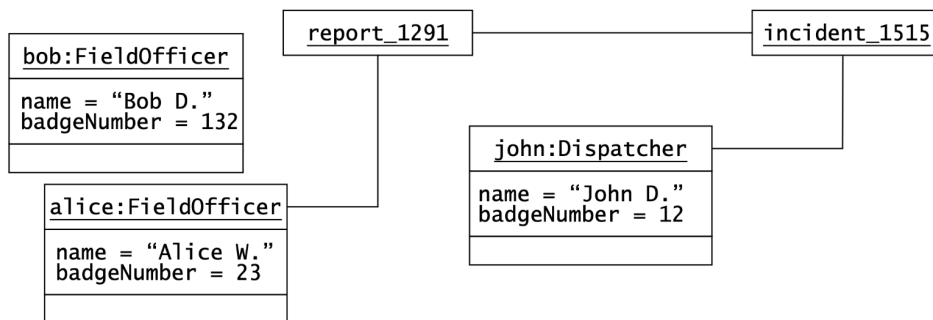 report_1291
incident_1515
bob:FieldOfficer
name = “Bob D.”
badgeNumber = 132
john:Dispatcher
name = “John D.”
badgeNumber = 12
alice:FieldOfficer
name = “Alice W.”
badgeNumber = 23